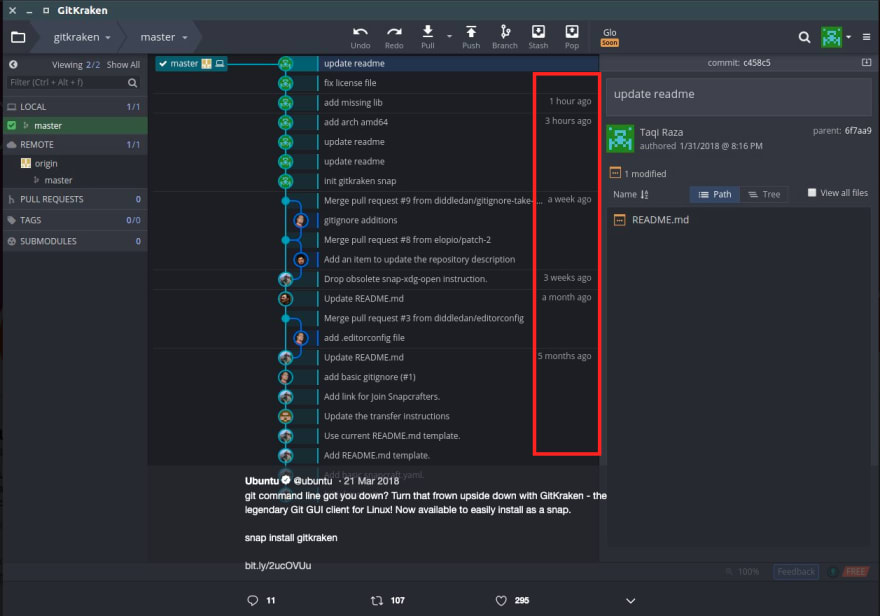 GitKraken
gitkraken
master
Undo
Redo
Pull
Push
Branch
Stash
Pop
Glo
Soon
Viewing 2/2 Show All
Filter (Ctrl + Alt + f)
LOCAL 1/1
master
REMOTE 1/1
origin
master
PULL REQUESTS 0
TAGS 0/0
SUBMODULES 0
master
update readme
fix license file
add missing lib 1 hour ago
add arch amd64 3 hours ago
update readme
update readme
init gitkraken snap
Merge pull request #9 from diddledan/gitignore-take-... a week ago
gitignore additions
Merge pull request #8 from elopio/patch-2
Add an item to update the repository description
Drop obsolete snap-xdg-open instruction. 3 weeks ago
Update README.md a month ago
Merge pull request #3 from diddledan/editorconfig
add .editorconfig file
Update README.md 5 months ago
add basic gitignore (#1)
Add link for Join Snapcrafters.
Update the transfer instructions
Use current README.md template.
Add README.md template.
Add basic snapcraft yaml.
commit: c458c5
update readme
Taqi Raza
authored 1/31/2018 @ 8:16 PM
parent: 6f7aa9
1 modified
Name
Path
Tree
View all files
README.md
Ubuntu @ubuntu · 21 Mar 2018
git command line got you down? Turn that frown upside down with GitKraken - the
legendary Git GUI client for Linux! Now available to easily install as a snap.
snap install gitkraken
bit.ly/2ucOVUu
100%
Feedback
FREE
11
107
295